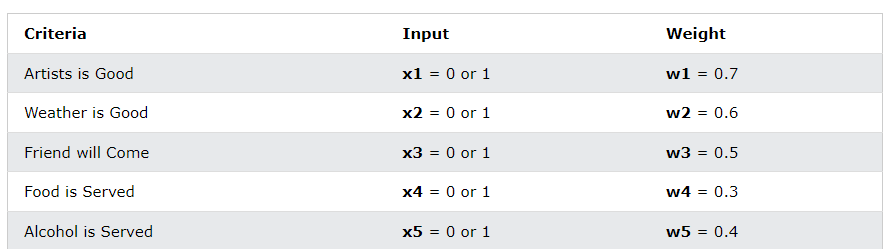 Criteria Input Weight
Artists is Good x1 = 0 or 1 w1 = 0.7
Weather is Good x2 = 0 or 1 w2 = 0.6
Friend will Come x3 = 0 or 1 w3 = 0.5
Food is Served x4 = 0 or 1 w4 = 0.3
Alcohol is Served x5 = 0 or 1 w5 = 0.4